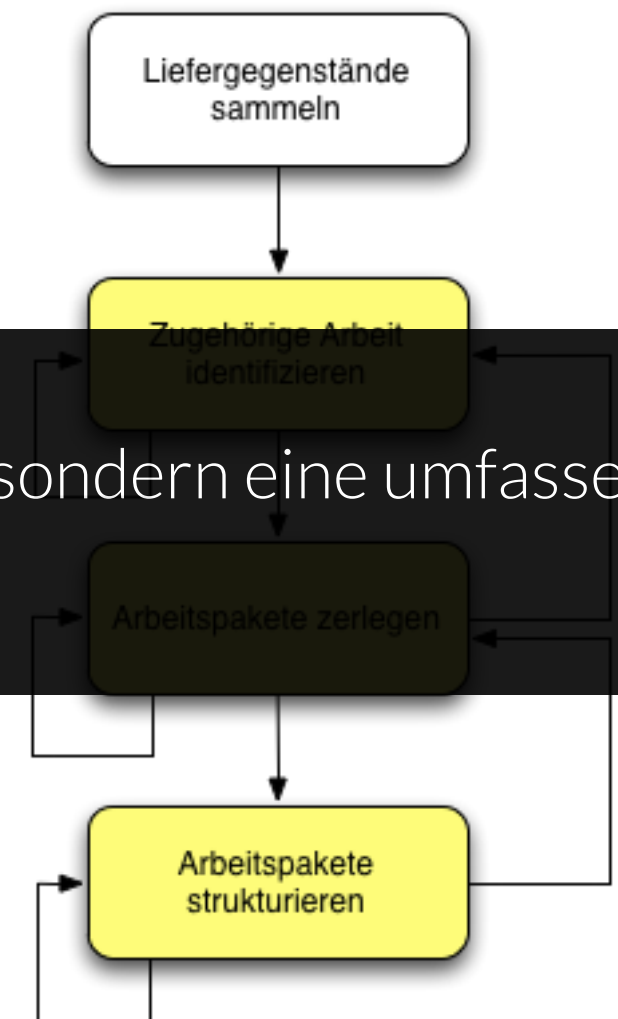 Liefergegenstände
sammeln
Zugehörige Arbeit
identifizieren
sondern eine umfasse
Arbeitspakete zerlegen
Arbeitspakete
strukturieren